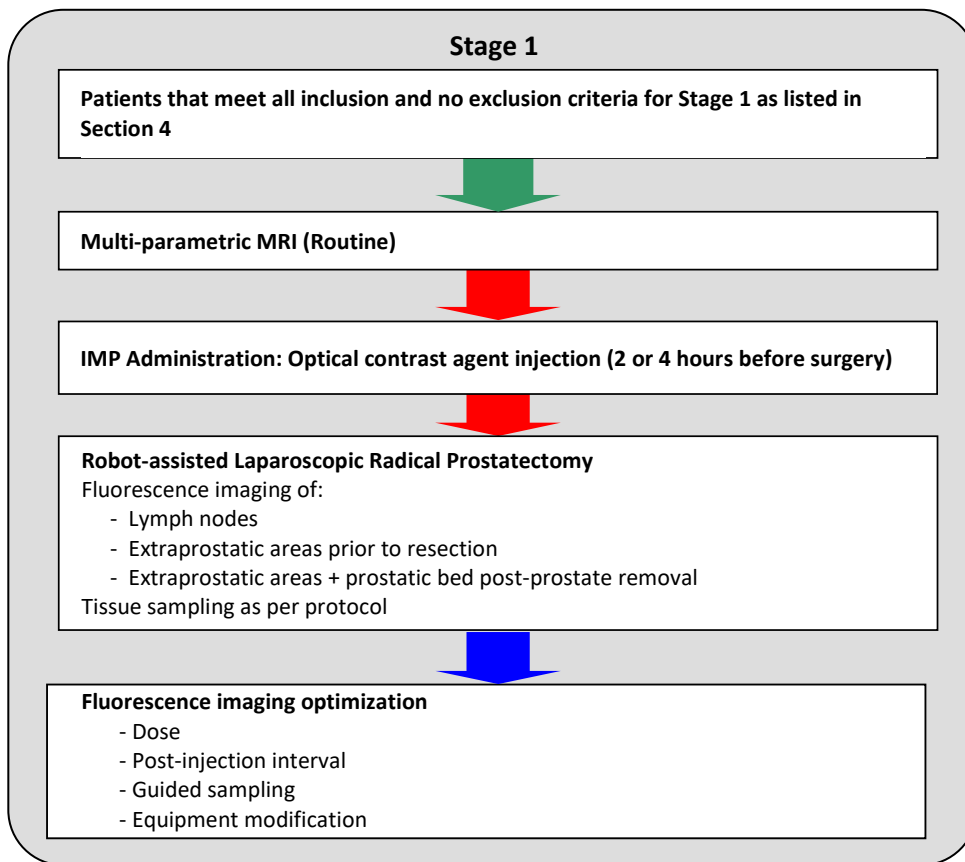 Stage 1
Patients that meet all inclusion and no exclusion criteria for Stage 1 as listed in
Section 4
Multi-parametric MRI (Routine)
IMP Administration: Optical contrast agent injection (2 or 4 hours before surgery)
Robot-assisted Laparoscopic Radical Prostatectomy
Fluorescence imaging of:
- Lymph nodes
- Extraprostatic areas prior to resection
- Extraprostatic areas + prostatic bed post-prostate removal
Tissue sampling as per protocol
Fluorescence imaging optimization
- Dose
- Post-injection interval
- Guided sampling
- Equipment modification